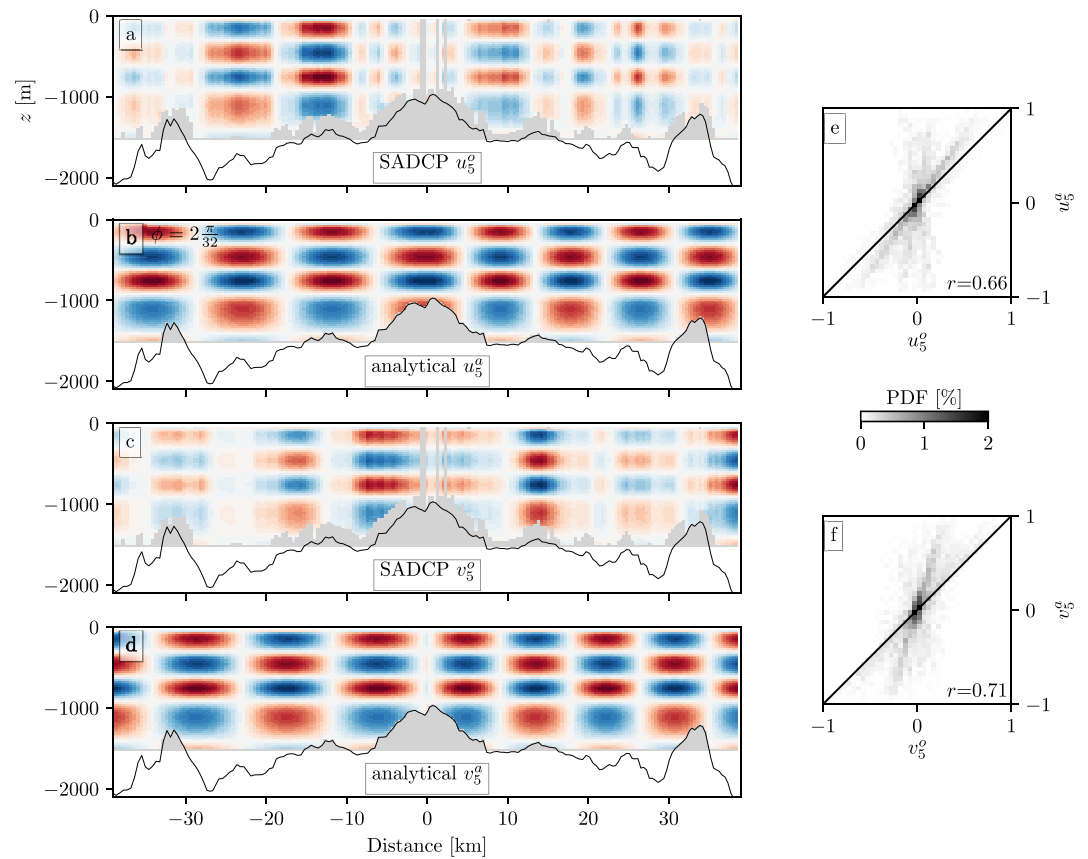 0
a
−1000
z [m]
−2000
SADCP u₅ᵒ
0
b ϕ = 2 π/32
−1000
−2000
analytical u₅ᵃ
0
c
−1000
−2000
SADCP v₅ᵒ
0
d
−1000
−2000
analytical v₅ᵃ
−30 −20 −10 0 10 20 30
Distance [km]
e
1
0
u₅ᵃ
r=0.66
−1
−1 0 1
u₅ᵒ
PDF [%]
0 1 2
f
1
0
v₅ᵃ
r=0.71
−1
−1 0 1
v₅ᵒ